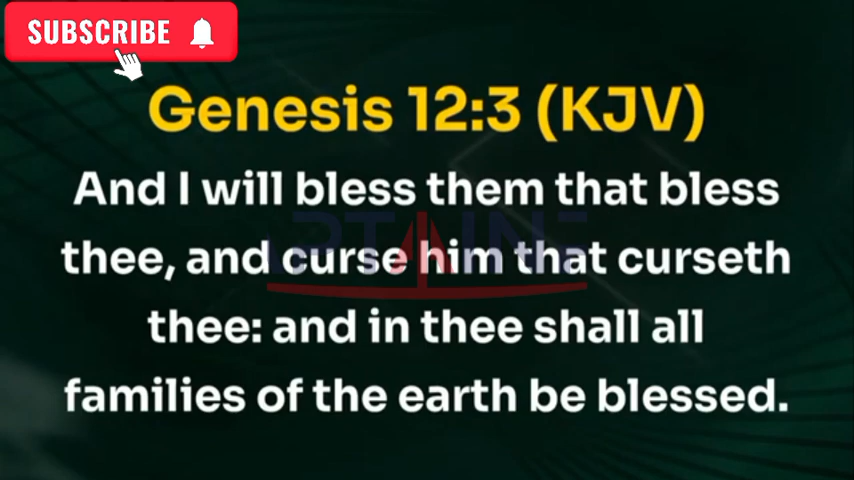 SUBSCRIBE
Genesis 12:3 (KJV)
And I will bless them that bless
thee, and curse him that curseth
thee: and in thee shall all
families of the earth be blessed.